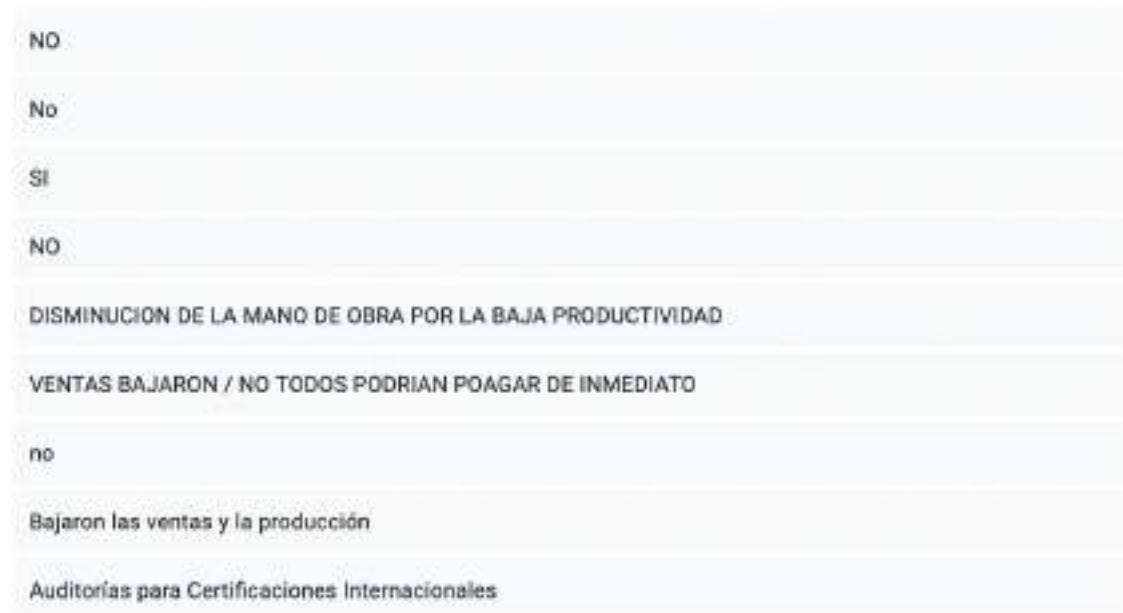 NO
No
SI
NO
DISMINUCION DE LA MANO DE OBRA POR LA BAJA PRODUCTIVIDAD
VENTAS BAJARON / NO TODOS PODRIAN POAGAR DE INMEDIATO
no
Bajaron las ventas y la producción
Auditorías para Certificaciones Internacionales